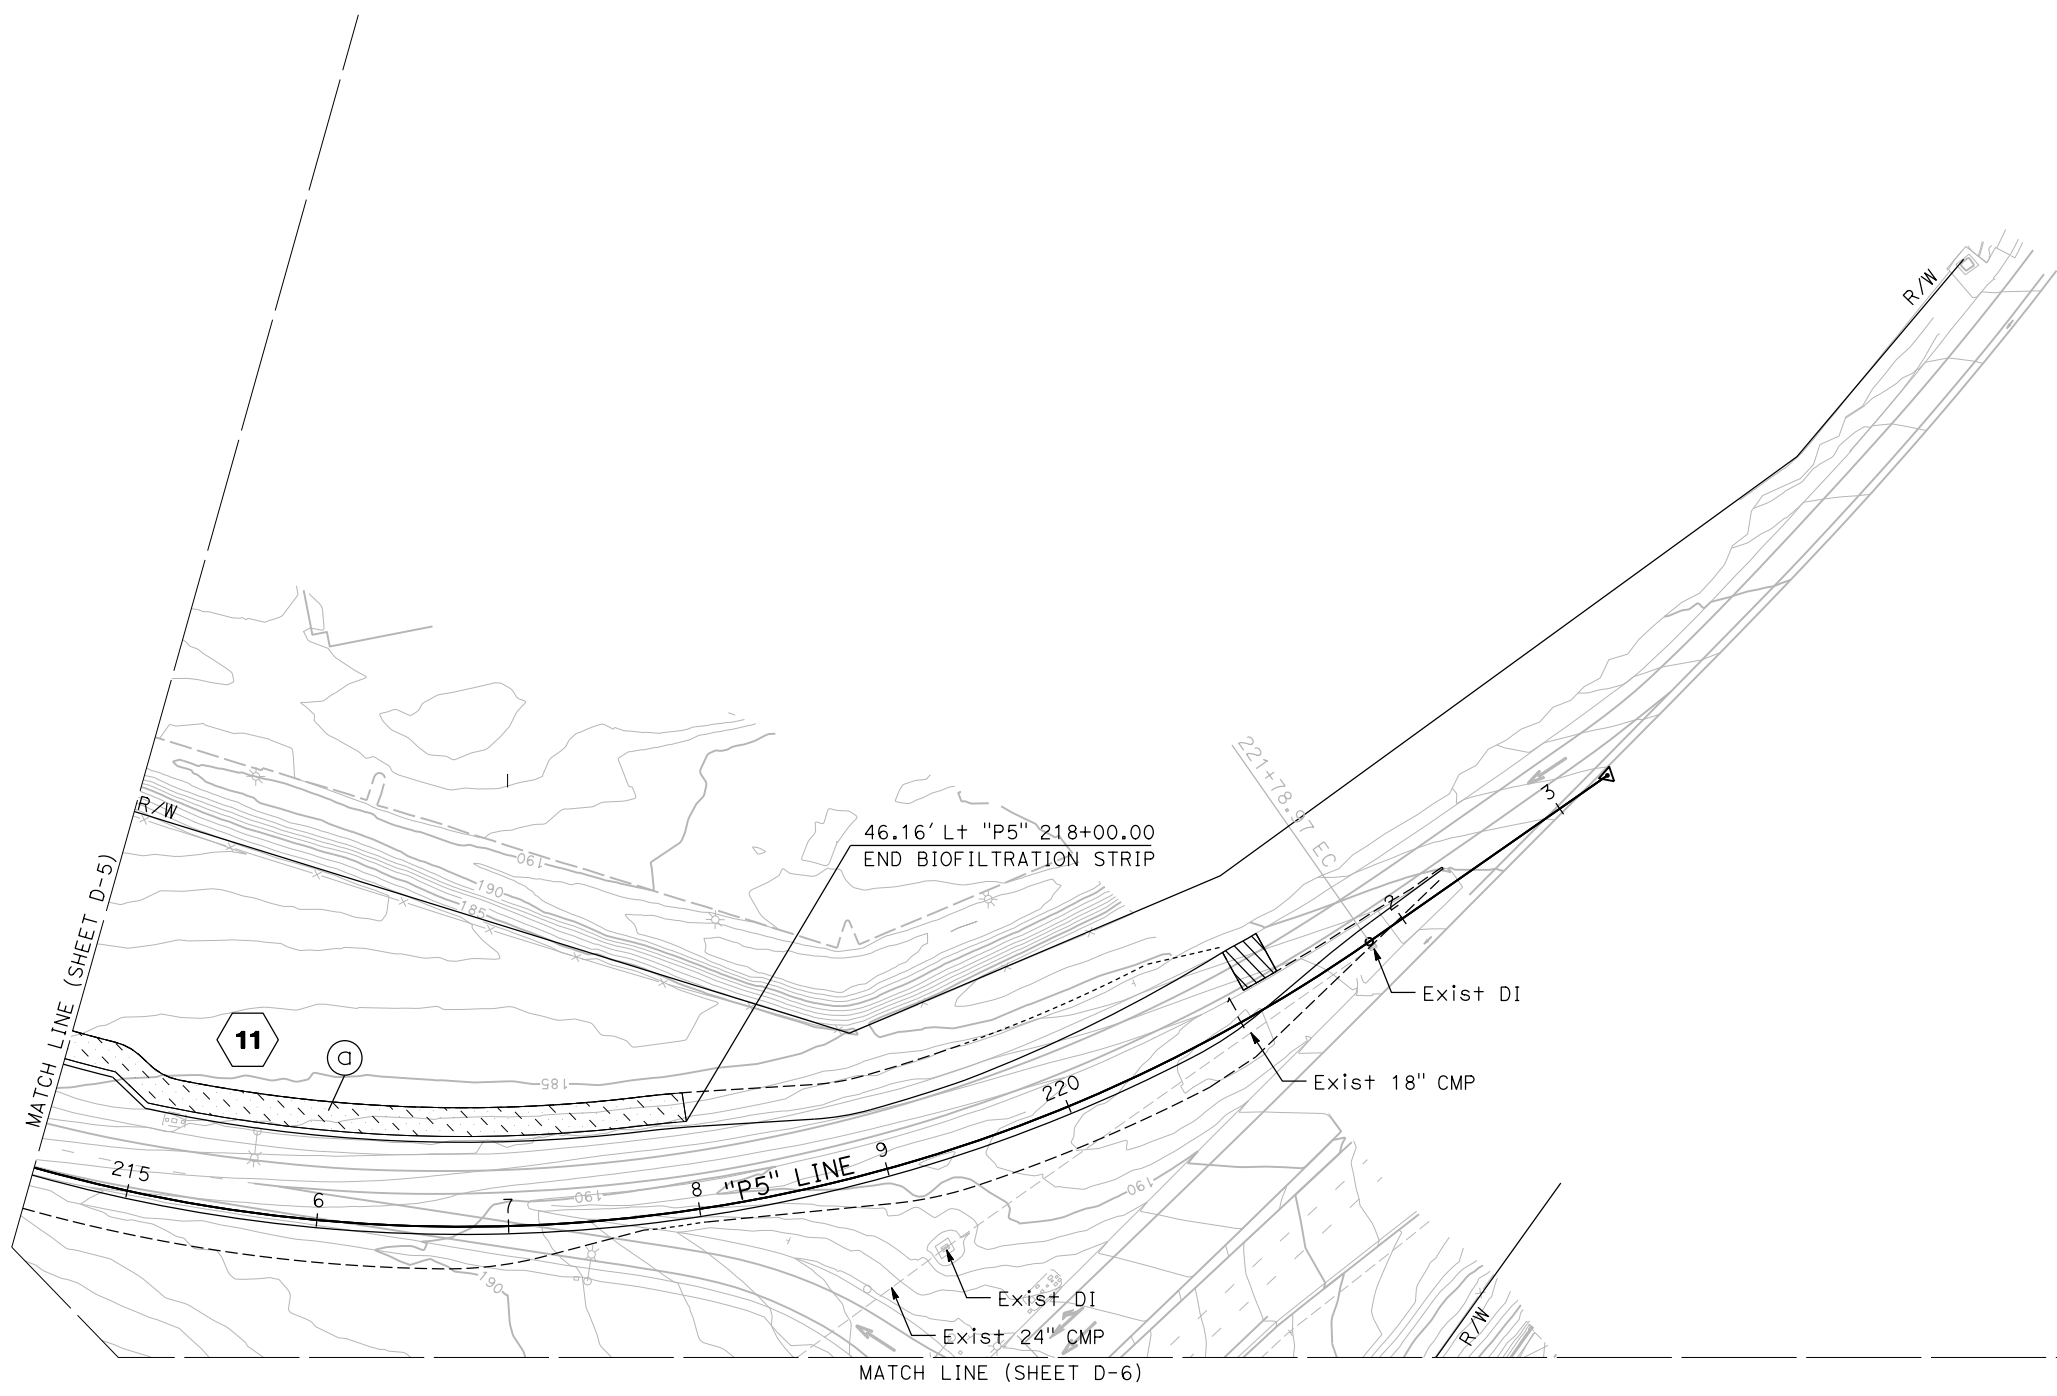 R/W
221+78.97 EC
3
R/W
46.16' Lt "P5" 218+00.00
END BIOFILTRATION STRIP
190
190
185
2
MATCH LINE (SHEET D-5)
Exist DI
1
11
a
185
Exist 18" CMP
220
9
215
"P5" LINE
8
6
7
190
190
190
Exist DI
Exist 24" CMP
R/W
MATCH LINE (SHEET D-6)